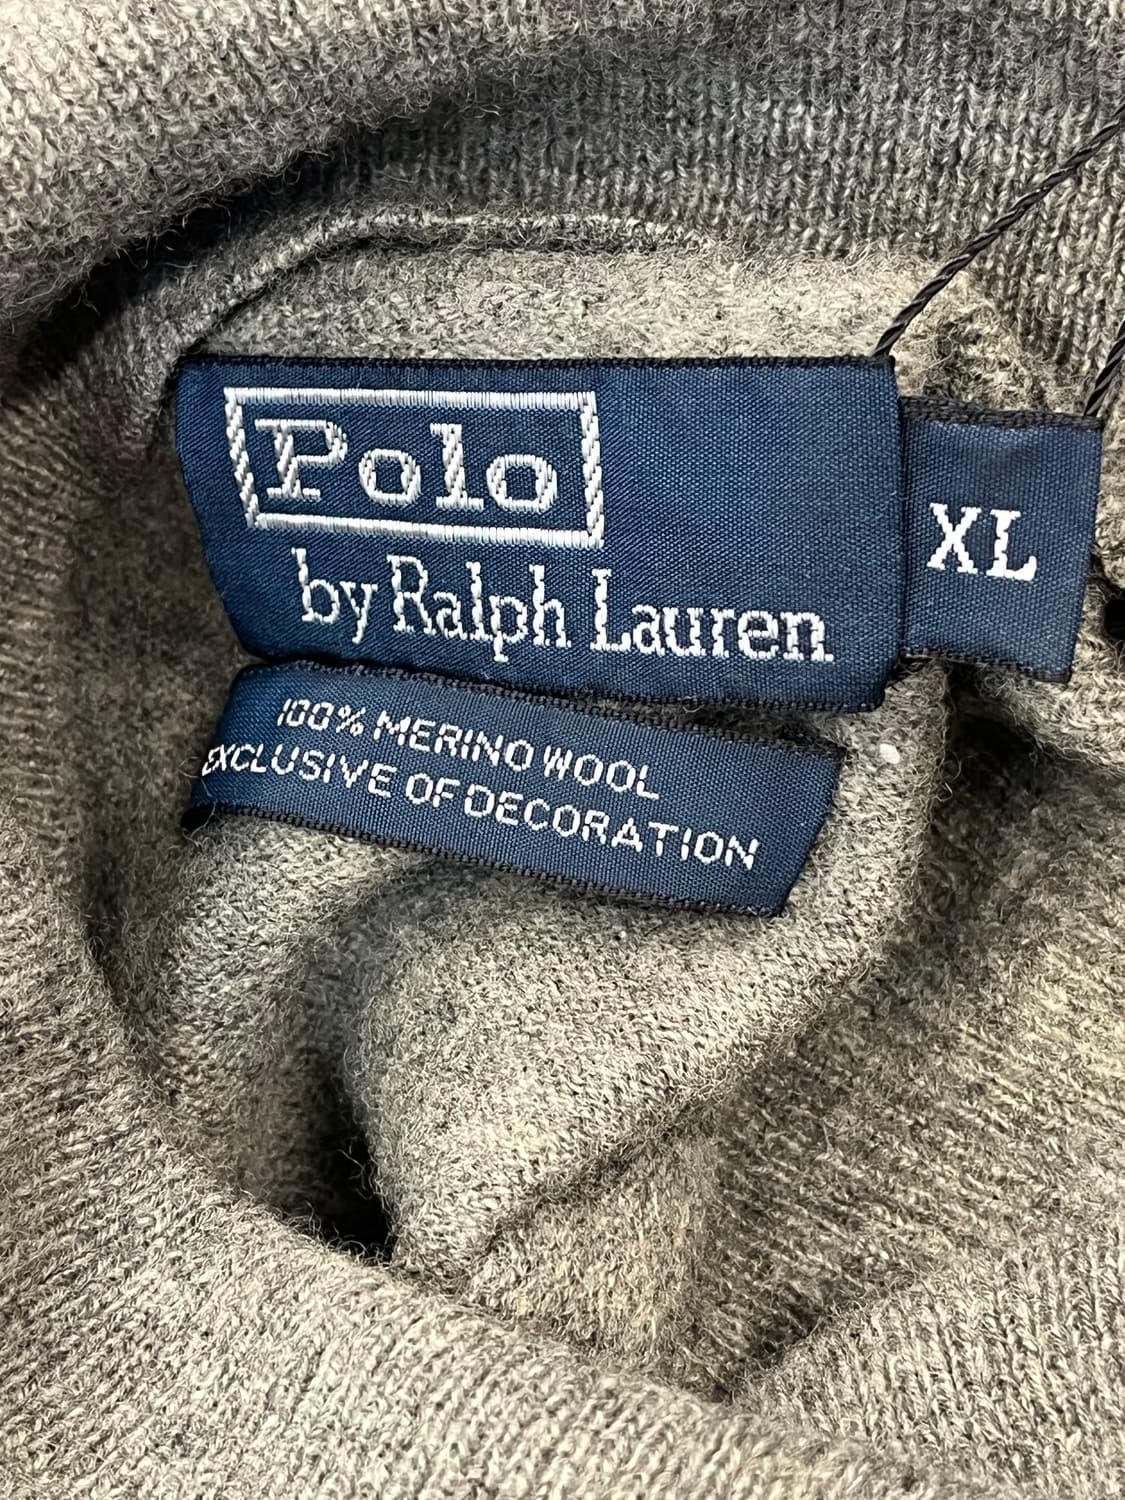 Polo
by Ralph Lauren
XL
100% MERINO WOOL
EXCLUSIVE OF DECORATION